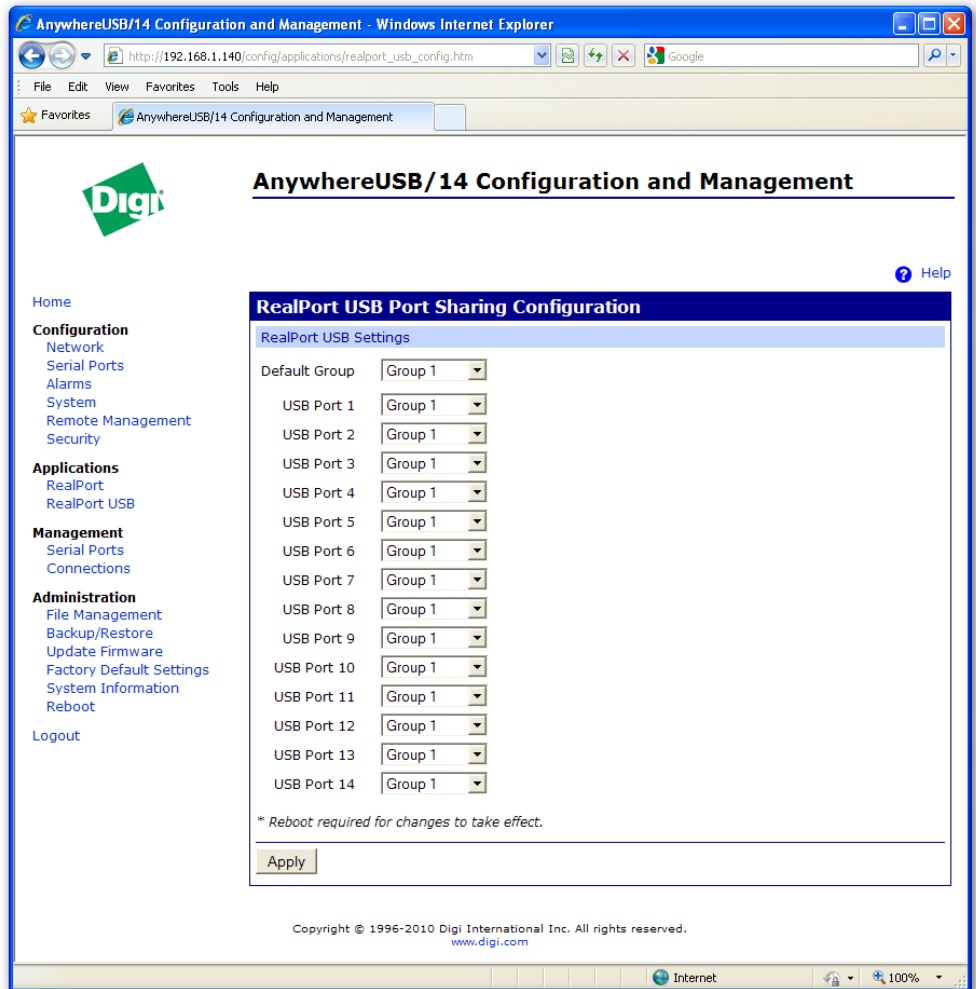 AnywhereUSB/14 Configuration and Management - Windows Internet Explorer
http://192.168.1.140/config/applications/realport_usb_config.htm
Google
File Edit View Favorites Tools Help
Favorites
AnywhereUSB/14 Configuration and Management
Digi
AnywhereUSB/14 Configuration and Management
Help
Home
Configuration
Network
Serial Ports
Alarms
System
Remote Management
Security
Applications
RealPort
RealPort USB
Management
Serial Ports
Connections
Administration
File Management
Backup/Restore
Update Firmware
Factory Default Settings
System Information
Reboot
Logout
RealPort USB Port Sharing Configuration
RealPort USB Settings
Default Group Group 1
USB Port 1 Group 1
USB Port 2 Group 1
USB Port 3 Group 1
USB Port 4 Group 1
USB Port 5 Group 1
USB Port 6 Group 1
USB Port 7 Group 1
USB Port 8 Group 1
USB Port 9 Group 1
USB Port 10 Group 1
USB Port 11 Group 1
USB Port 12 Group 1
USB Port 13 Group 1
USB Port 14 Group 1
* Reboot required for changes to take effect.
Apply
Copyright © 1996-2010 Digi International Inc. All rights reserved.
www.digi.com
Internet
100%